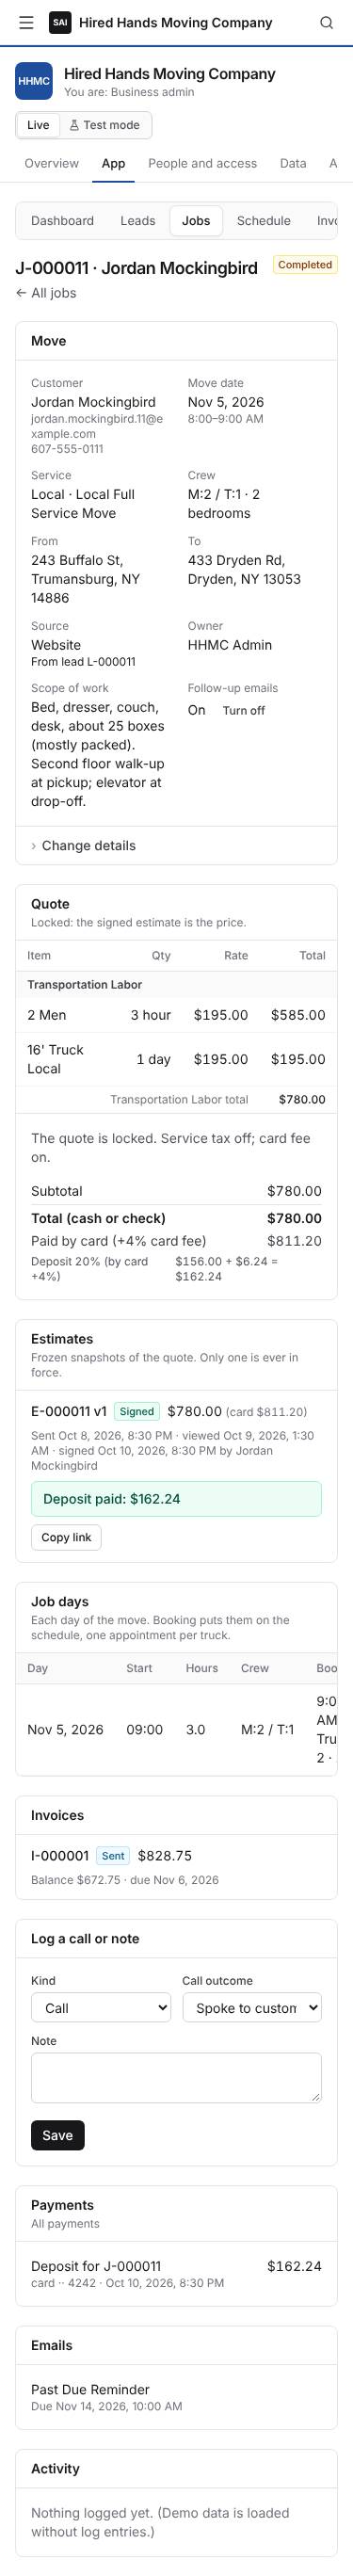 SAI Hired Hands Moving Company
HHMC Hired Hands Moving Company
You are: Business admin
Live Test mode
Overview App People and access Data A
Dashboard Leads Jobs Schedule Invo
J-000011 · Jordan Mockingbird Completed
← All jobs
Move
Customer
Jordan Mockingbird
jordan.mockingbird.11@e
xample.com
607-555-0111
Move date
Nov 5, 2026
8:00–9:00 AM
Service
Local · Local Full
Service Move
Crew
M:2 / T:1 · 2
bedrooms
From
243 Buffalo St,
Trumansburg, NY
14886
To
433 Dryden Rd,
Dryden, NY 13053
Source
Website
From lead L-000011
Owner
HHMC Admin
Scope of work
Bed, dresser, couch,
desk, about 25 boxes
(mostly packed).
Second floor walk-up
at pickup; elevator at
drop-off.
Follow-up emails
On Turn off
› Change details
Quote
Locked: the signed estimate is the price.
Item Qty Rate Total
Transportation Labor
2 Men 3 hour $195.00 $585.00
16' Truck
Local 1 day $195.00 $195.00
Transportation Labor total $780.00
The quote is locked. Service tax off; card fee
on.
Subtotal $780.00
Total (cash or check) $780.00
Paid by card (+4% card fee) $811.20
Deposit 20% (by card
+4%)
$156.00 + $6.24 =
$162.24
Estimates
Frozen snapshots of the quote. Only one is ever in
force.
E-000011 v1 Signed $780.00 (card $811.20)
Sent Oct 8, 2026, 8:30 PM · viewed Oct 9, 2026, 1:30
AM · signed Oct 10, 2026, 8:30 PM by Jordan
Mockingbird
Deposit paid: $162.24
Copy link
Job days
Each day of the move. Booking puts them on the
schedule, one appointment per truck.
Day Start Hours Crew Boo
Nov 5, 2026 09:00 3.0 M:2 / T:1
9:0
AM
Tru
2 ·
Invoices
I-000001 Sent $828.75
Balance $672.75 · due Nov 6, 2026
Log a call or note
Kind Call outcome
Call Spoke to custom
Note
Save
Payments
All payments
Deposit for J-000011 $162.24
card ·· 4242 · Oct 10, 2026, 8:30 PM
Emails
Past Due Reminder
Due Nov 14, 2026, 10:00 AM
Activity
Nothing logged yet. (Demo data is loaded
without log entries.)